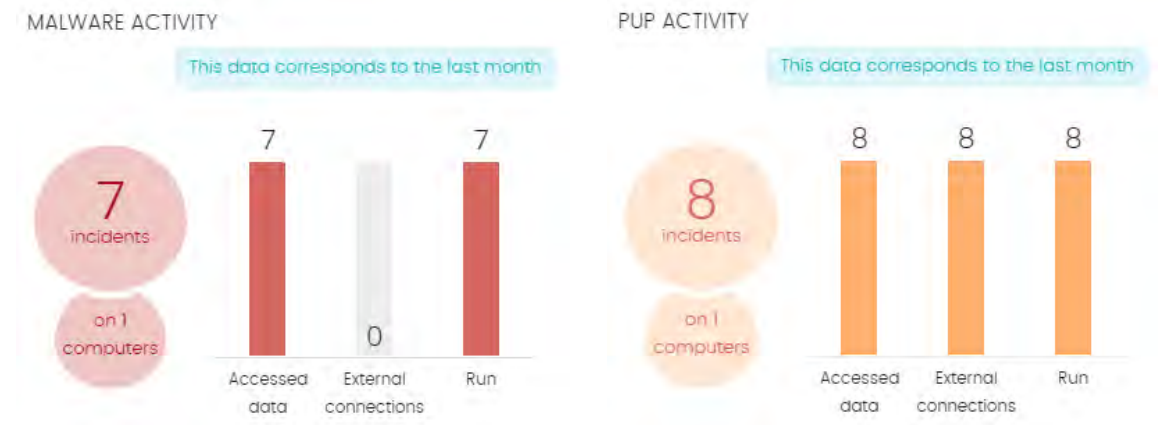 MALWARE ACTIVITY
This data corresponds to the last month
7
incidents
on 1
computers
7
0
7
Accessed
data
External
connections
Run
PUP ACTIVITY
This data corresponds to the last month
8
incidents
on 1
computers
8
8
8
Accessed
data
External
connections
Run